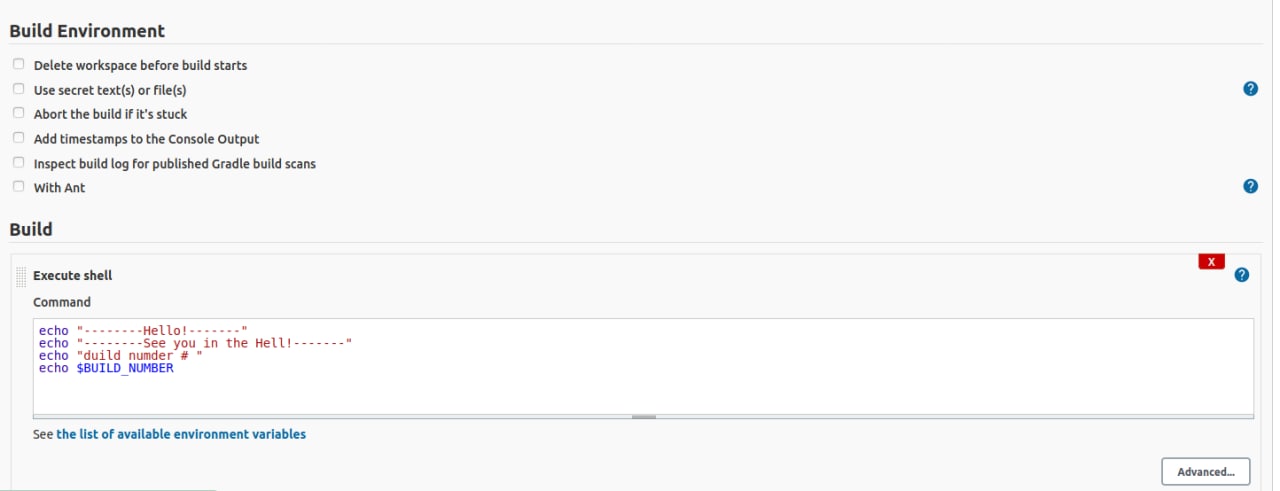 Build Environment
Delete workspace before build starts
Use secret text(s) or file(s)
?
Abort the build if it's stuck
Add timestamps to the Console Output
Inspect build log for published Gradle build scans
With Ant
?
Build
X
Execute shell
?
Command
echo "--------Hello!-------"
echo "--------See you in the Hell!-------"
echo "duild numder # "
echo $BUILD_NUMBER
See the list of available environment variables
Advanced...